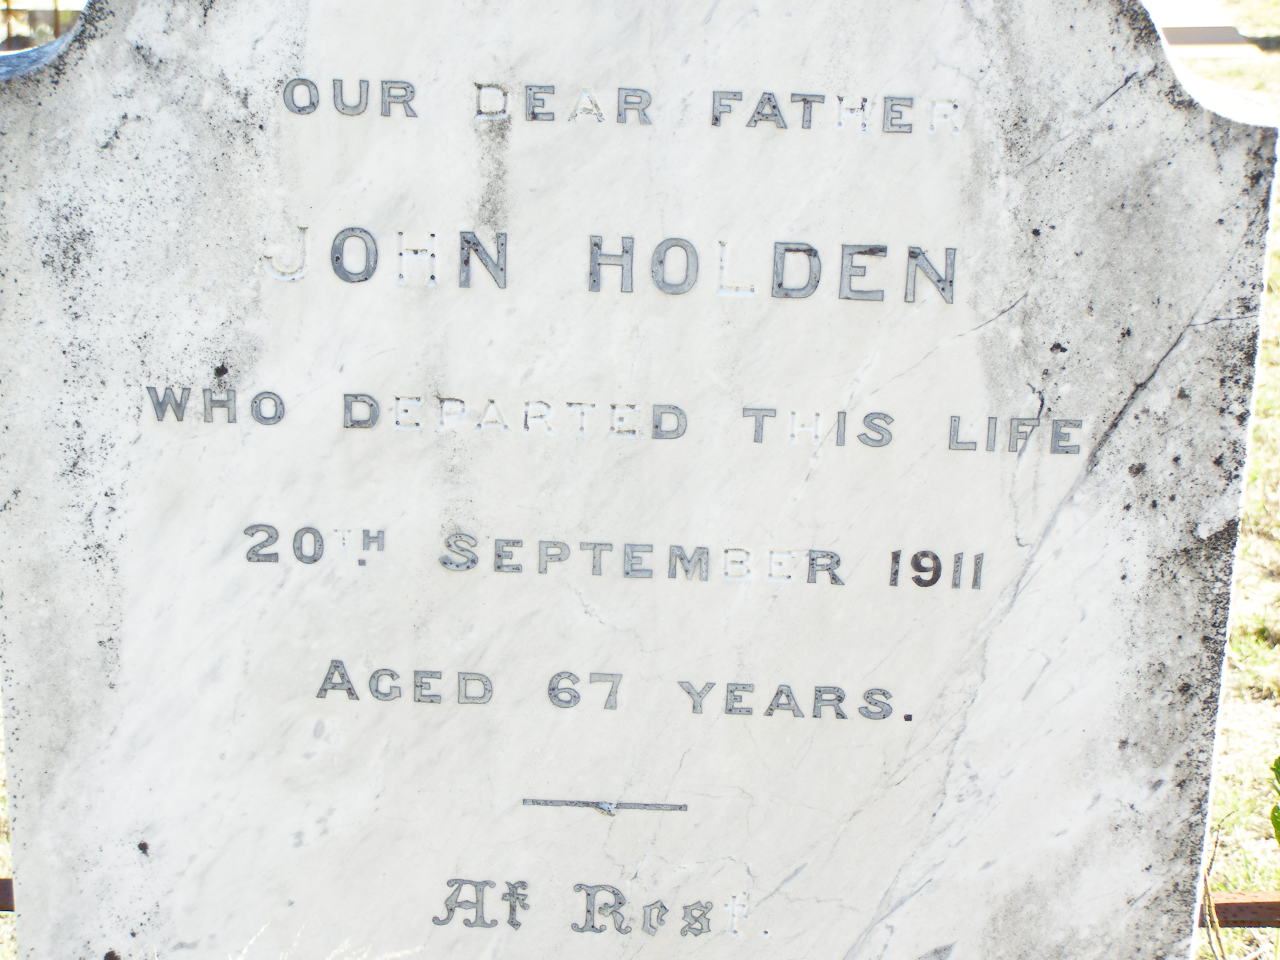 OUR DEAR FATHER
JOHN HOLDEN
WHO DEPARTED THIS LIFE
20TH SEPTEMBER 1911
AGED 67 YEARS.
At Rest.